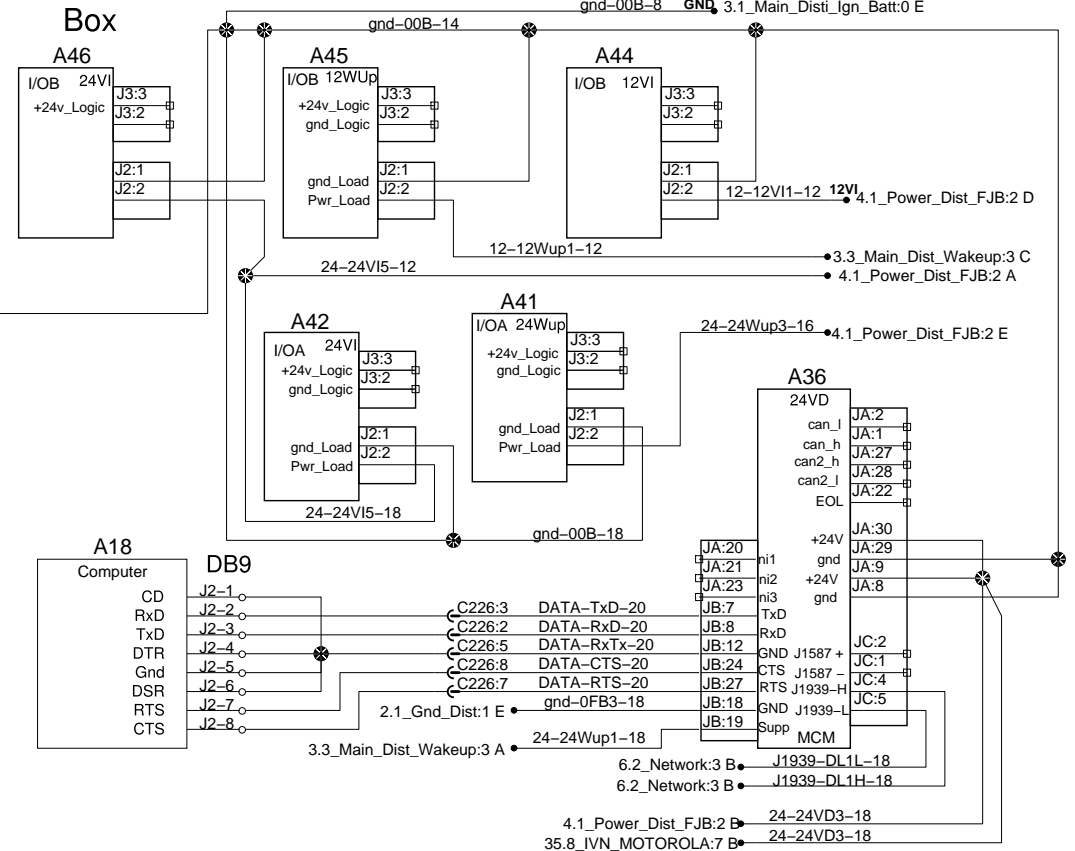 gnd-00B-8 GND 3.1_Main_Disti_Ign_Batt:0 E
Box
gnd-00B-14
A46
I/OB 24VI
+24v_Logic
J3:3
J3:2
J2:1
J2:2
A45
I/OB 12WUp
+24v_Logic
gnd_Logic
gnd_Load
Pwr_Load
J3:3
J3:2
J2:1
J2:2
A44
I/OB 12VI
J3:3
J3:2
J2:1
J2:2
12-12VI1-12 12VI 4.1_Power_Dist_FJB:2 D
12-12Wup1-12 3.3_Main_Dist_Wakeup:3 C
24-24VI5-12 4.1_Power_Dist_FJB:2 A
A42
I/OA 24VI
+24v_Logic
gnd_Logic
gnd_Load
Pwr_Load
J3:3
J3:2
J2:1
J2:2
24-24VI5-18
A41
I/OA 24Wup
+24v_Logic
gnd_Logic
gnd_Load
Pwr_Load
J3:3
J3:2
J2:1
J2:2
24-24Wup3-16 4.1_Power_Dist_FJB:2 E
gnd-00B-18
A36
24VD
can_l JA:2
can_h JA:1
can2_h JA:27
can2_l JA:28
EOL JA:22
+24V JA:30
gnd JA:29
+24V JA:9
gnd JA:8
J1587 + JC:2
J1587 - JC:1
J1939-H JC:4
J1939-L JC:5
MCM
JA:20 ni1
JA:21 ni2
JA:23 ni3
JB:7 TxD
JB:8 RxD
JB:12 GND
JB:24 CTS
JB:27 RTS
JB:18 GND
JB:19 Supp
A18
Computer
DB9
CD J2-1
RxD J2-2
TxD J2-3
DTR J2-4
Gnd J2-5
DSR J2-6
RTS J2-7
CTS J2-8
C226:3 DATA-TxD-20
C226:2 DATA-RxD-20
C226:5 DATA-RxTx-20
C226:8 DATA-CTS-20
C226:7 DATA-RTS-20
2.1_Gnd_Dist:1 E gnd-0FB3-18
3.3_Main_Dist_Wakeup:3 A 24-24Wup1-18
6.2_Network:3 B J1939-DL1L-18
6.2_Network:3 B J1939-DL1H-18
4.1_Power_Dist_FJB:2 B 24-24VD3-18
35.8_IVN_MOTOROLA:7 B 24-24VD3-18